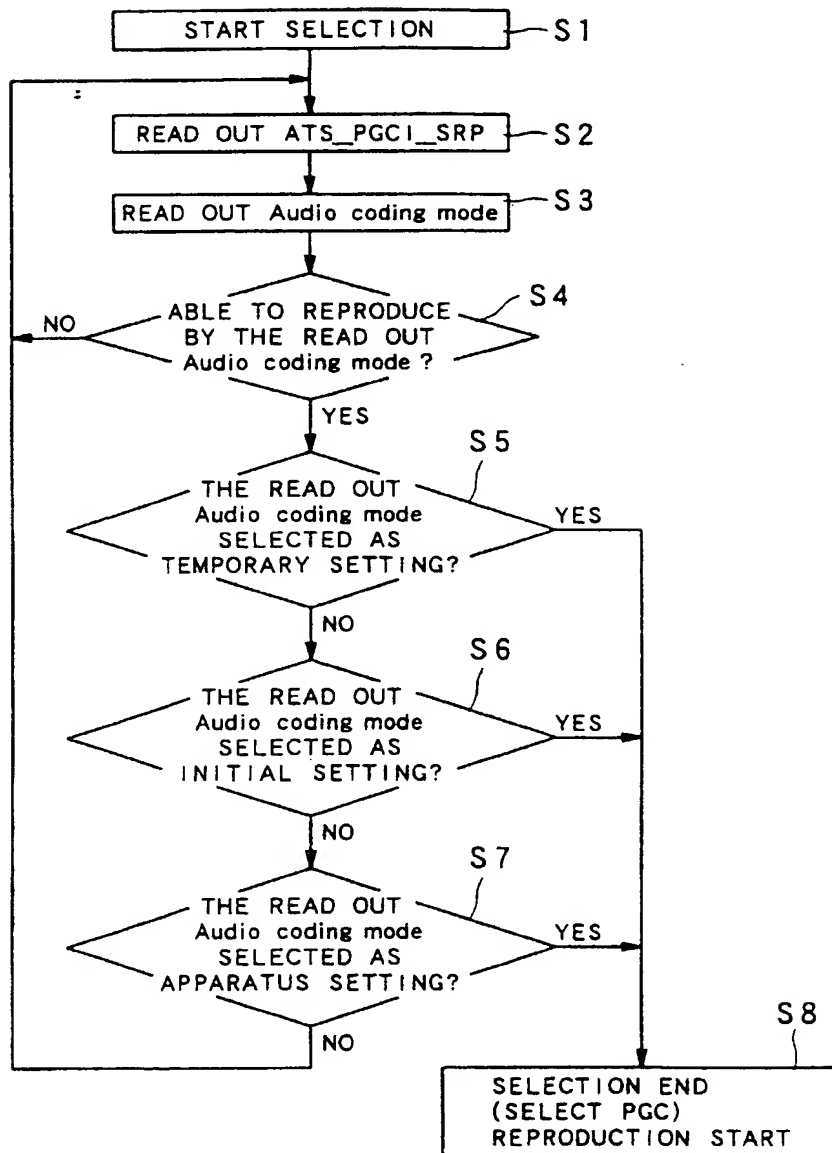 START SELECTION
S1
READ OUT ATS_PGCI_SRP
S2
READ OUT Audio coding mode
S3
ABLE TO REPRODUCE
BY THE READ OUT
Audio coding mode ?
S4
NO
YES
THE READ OUT
Audio coding mode
SELECTED AS
TEMPORARY SETTING?
S5
YES
NO
THE READ OUT
Audio coding mode
SELECTED AS
INITIAL SETTING?
S6
YES
NO
THE READ OUT
Audio coding mode
SELECTED AS
APPARATUS SETTING?
S7
YES
NO
S8
SELECTION END
(SELECT PGC)
REPRODUCTION START